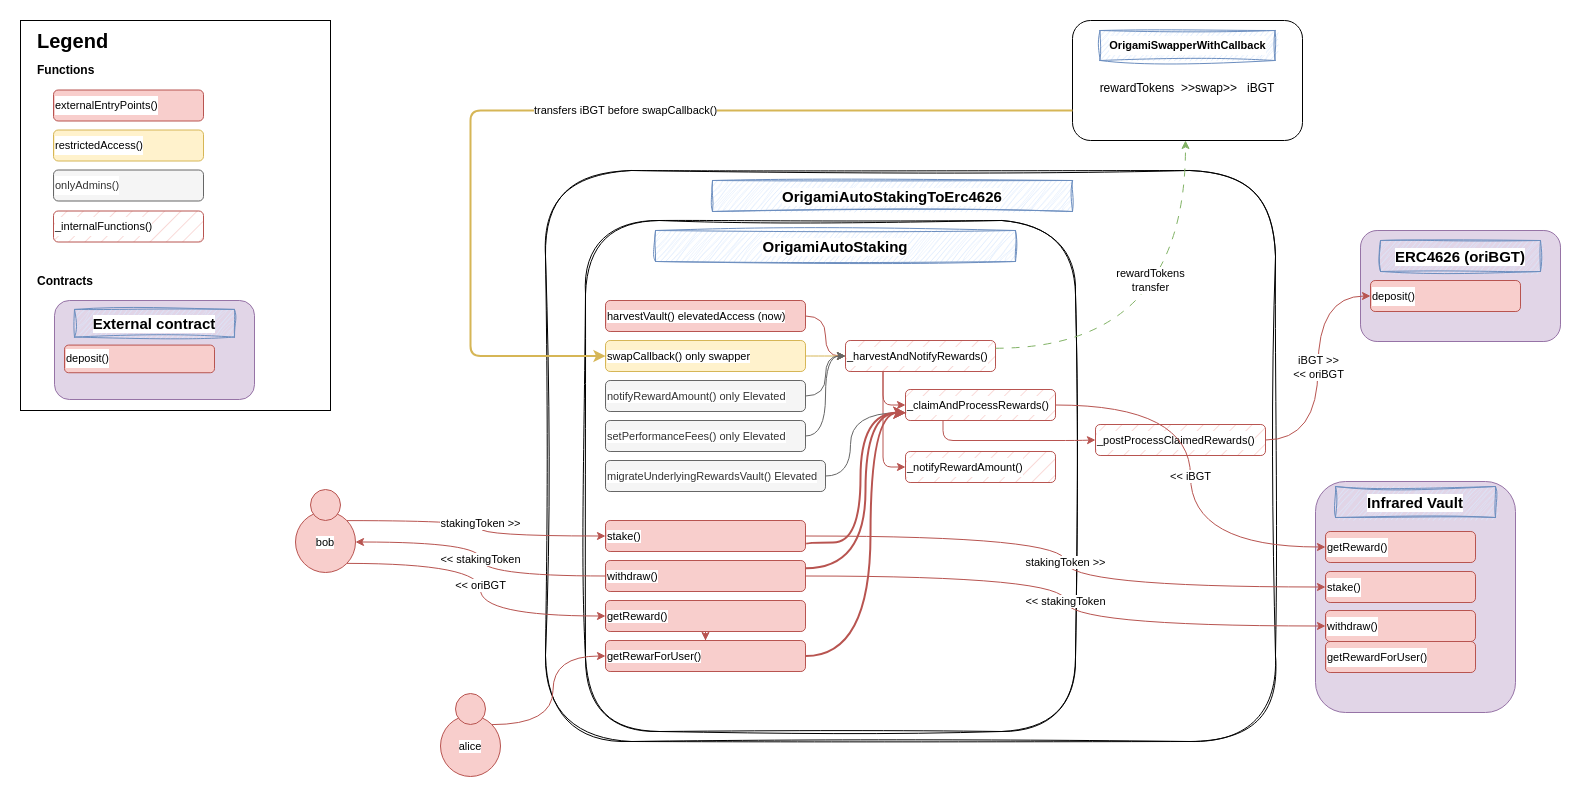 Legend
Functions
externalEntryPoints()
restrictedAccess()
onlyAdmins()
_internalFunctions()
Contracts
External contract
deposit()
OrigamiSwapperWithCallback
rewardTokens >>swap>> iBGT
transfers iBGT before swapCallback()
OrigamiAutoStakingToErc4626
OrigamiAutoStaking
rewardTokens
transfer
harvestVault() elevatedAccess (now)
swapCallback() only swapper
notifyRewardAmount() only Elevated
setPerformanceFees() only Elevated
migrateUnderlyingRewardsVault() Elevated
_harvestAndNotifyRewards()
_claimAndProcessRewards()
_postProcessClaimedRewards()
_notifyRewardAmount()
ERC4626 (oriBGT)
deposit()
iBGT >>
<< oriBGT
<< iBGT
Infrared Vault
getReward()
stake()
withdraw()
getRewardForUser()
bob
stakingToken >>
<< stakingToken
<< oriBGT
stake()
withdraw()
getReward()
getRewarForUser()
stakingToken >>
<< stakingToken
alice